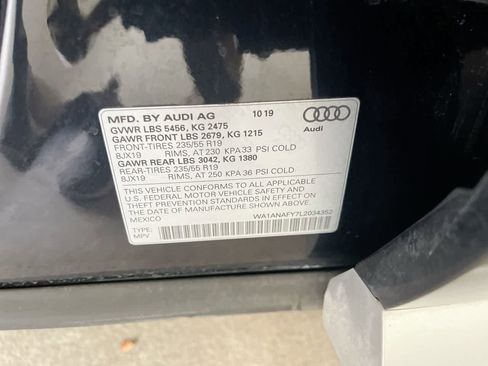 MFD. BY AUDI AG 10 19
GVWR LBS 5456, KG 2475
GAWR FRONT LBS 2679, KG 1215
FRONT-TIRES 235/55 R19
8JX19 RIMS, AT 230 KPA 33 PSI COLD
GAWR REAR LBS 3042, KG 1380
REAR-TIRES 235/55 R19
8JX19 RIMS, AT 250 KPA 36 PSI COLD
Audi
THIS VEHICLE CONFORMS TO ALL APPLICABLE
U.S. FEDERAL MOTOR VEHICLE SAFETY AND
THEFT PREVENTION STANDARDS IN EFFECT ON THE
DATE OF MANUFACTURE SHOWN ABOVE.
MEXICO
WA1ANAFY7L2034352
TYPE:
MPV